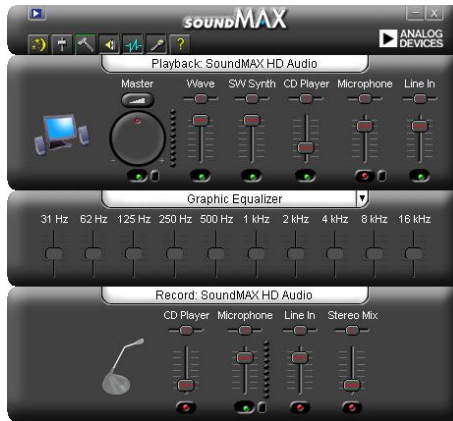 SOUNDMAX
ANALOG
DEVICES
?
Playback: SoundMAX HD Audio
Master Wave SW Synth CD Player Microphone Line In
- +
Graphic Equalizer
31 Hz 62 Hz 125 Hz 250 Hz 500 Hz 1 kHz 2 kHz 4 kHz 8 kHz 16 kHz
Record: SoundMAX HD Audio
CD Player Microphone Line In Stereo Mix